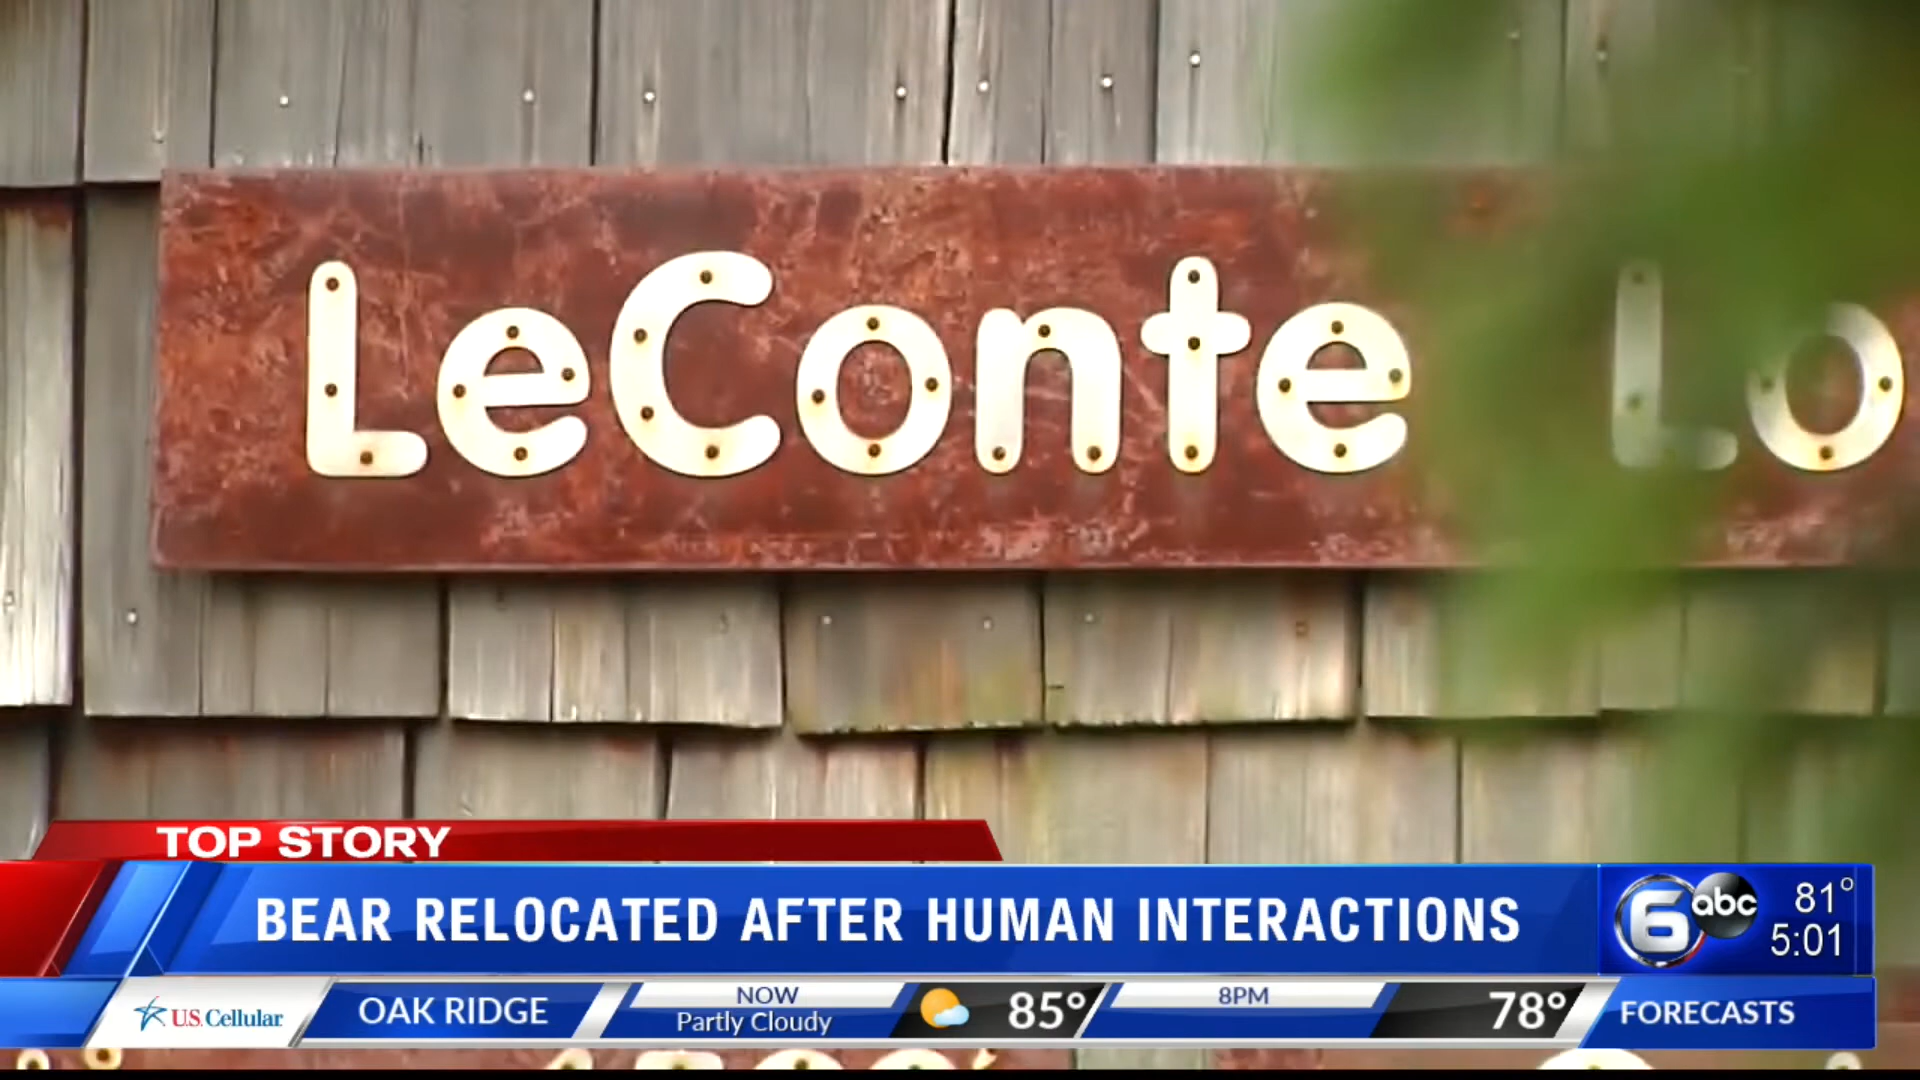 LeConte Lo
TOP STORY
BEAR RELOCATED AFTER HUMAN INTERACTIONS
6 abc
81°
5:01
U.S. Cellular
OAK RIDGE
NOW
Partly Cloudy
85°
8PM
78°
FORECASTS